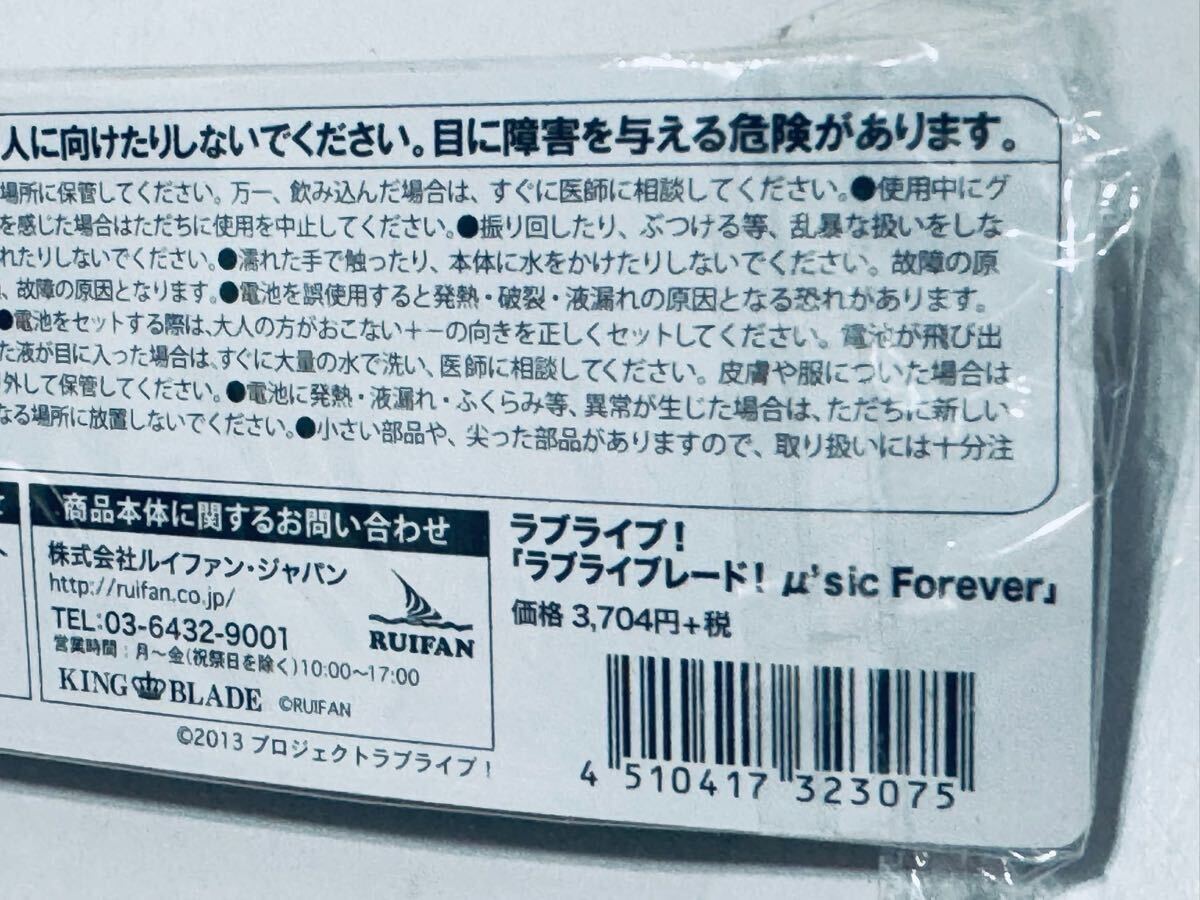 人に向けたりしないでください。目に障害を与える危険があります。
場所に保管してください。万一、飲み込んだ場合は、すぐに医師に相談してください。●使用中にグ
を感じた場合はただちに使用を中止してください。●振り回したり、ぶつける等、乱暴な扱いをしな
れたりしないでください。●濡れた手で触ったり、本体に水をかけたりしないでください。故障の原
、故障の原因となります。●電池を誤使用すると発熱・破裂・液漏れの原因となる恐れがあります。
●電池をセットする際は、大人の方がおこない+ーの向きを正しくセットしてください。電池が飛び出
た液が目に入った場合は、すぐに大量の水で洗い、医師に相談してください。皮膚や服についた場合は
外して保管してください。●電池に発熱・液漏れ・ふくらみ等、異常が生じた場合は、ただちに新しい
なる場所に放置しないでください。●小さい部品や、尖った部品がありますので、取り扱いには十分注
商品本体に関するお問い合わせ
株式会社ルイファン・ジャパン
http://ruifan.co.jp/
TEL:03-6432-9001
営業時間：月〜金(祝祭日を除く)10:00〜17:00
RUIFAN
KING BLADE ©RUIFAN
©2013 プロジェクトラブライブ！
ラブライブ！
「ラブライブレード！ μ'sic Forever」
価格 3,704円+税
4 510417 323075